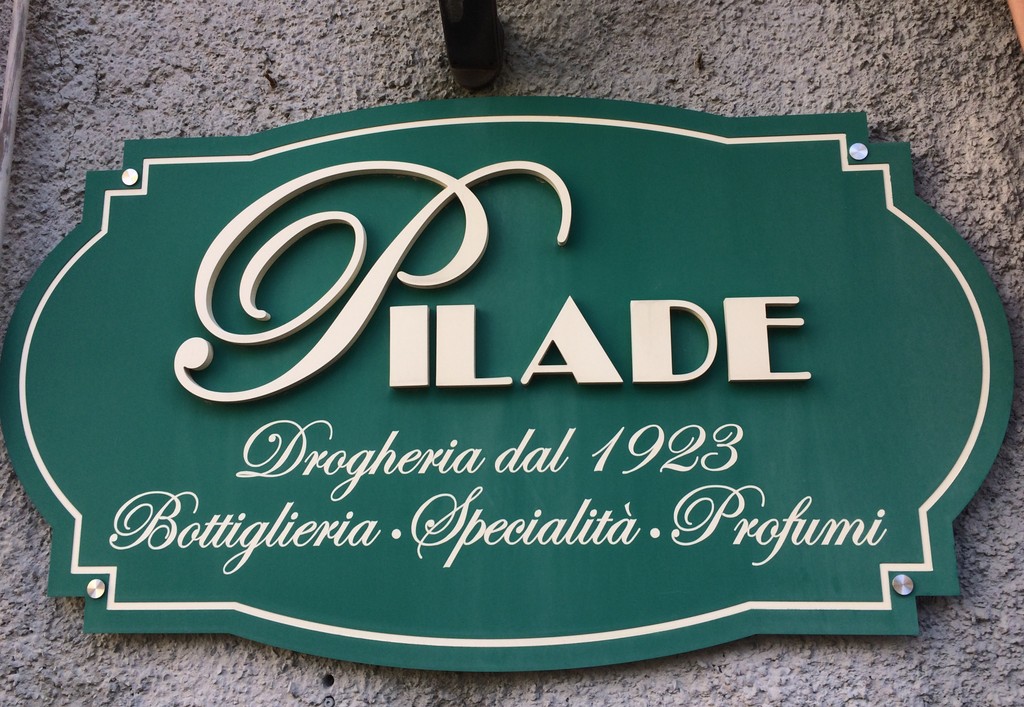 PILADE
Drogheria dal 1923
Bottiglieria • Specialità • Profumi